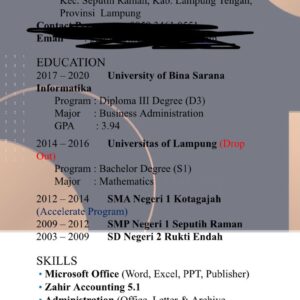 Kec. Seputih Raman, Kab. Lampung Tengah,
Provinsi Lampung
Email
EDUCATION
2017 – 2020 University of Bina Sarana
Informatika
Program : Diploma III Degree (D3)
Major : Business Administration
GPA : 3.94
2014 – 2016 Universitas of Lampung (Drop
Out)
Program : Bachelor Degree (S1)
Major : Mathematics
2012 – 2014 SMA Negeri 1 Kotagajah
(Accelerate Program)
2009 – 2012 SMP Negeri 1 Seputih Raman
2003 – 2009 SD Negeri 2 Rukti Endah
SKILLS
• Microsoft Office (Word, Excel, PPT, Publisher)
• Zahir Accounting 5.1
• Administration (Office, Letter & Archive